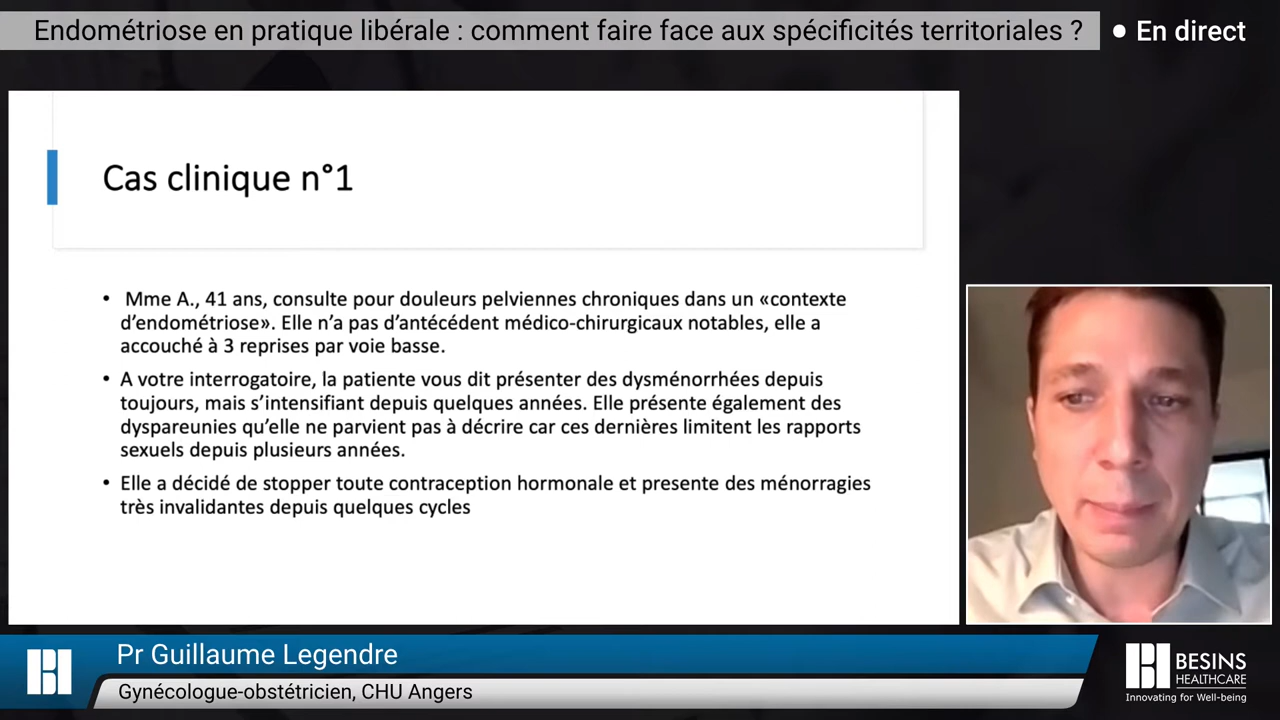 Endométriose en pratique libérale : comment faire face aux spécificités territoriales ?
En direct
Cas clinique n°1
• Mme A., 41 ans, consulte pour douleurs pelviennes chroniques dans un «contexte
d’endométriose». Elle n’a pas d’antécédent médico-chirurgicaux notables, elle a
accouché à 3 reprises par voie basse.
• A votre interrogatoire, la patiente vous dit présenter des dysménorrhées depuis
toujours, mais s’intensifiant depuis quelques années. Elle présente également des
dyspareunies qu’elle ne parvient pas à décrire car ces dernières limitent les rapports
sexuels depuis plusieurs années.
• Elle a décidé de stopper toute contraception hormonale et presente des ménorragies
très invalidantes depuis quelques cycles
Pr Guillaume Legendre
Gynécologue-obstétricien, CHU Angers
BESINS
HEALTHCARE
Innovating for Well-being